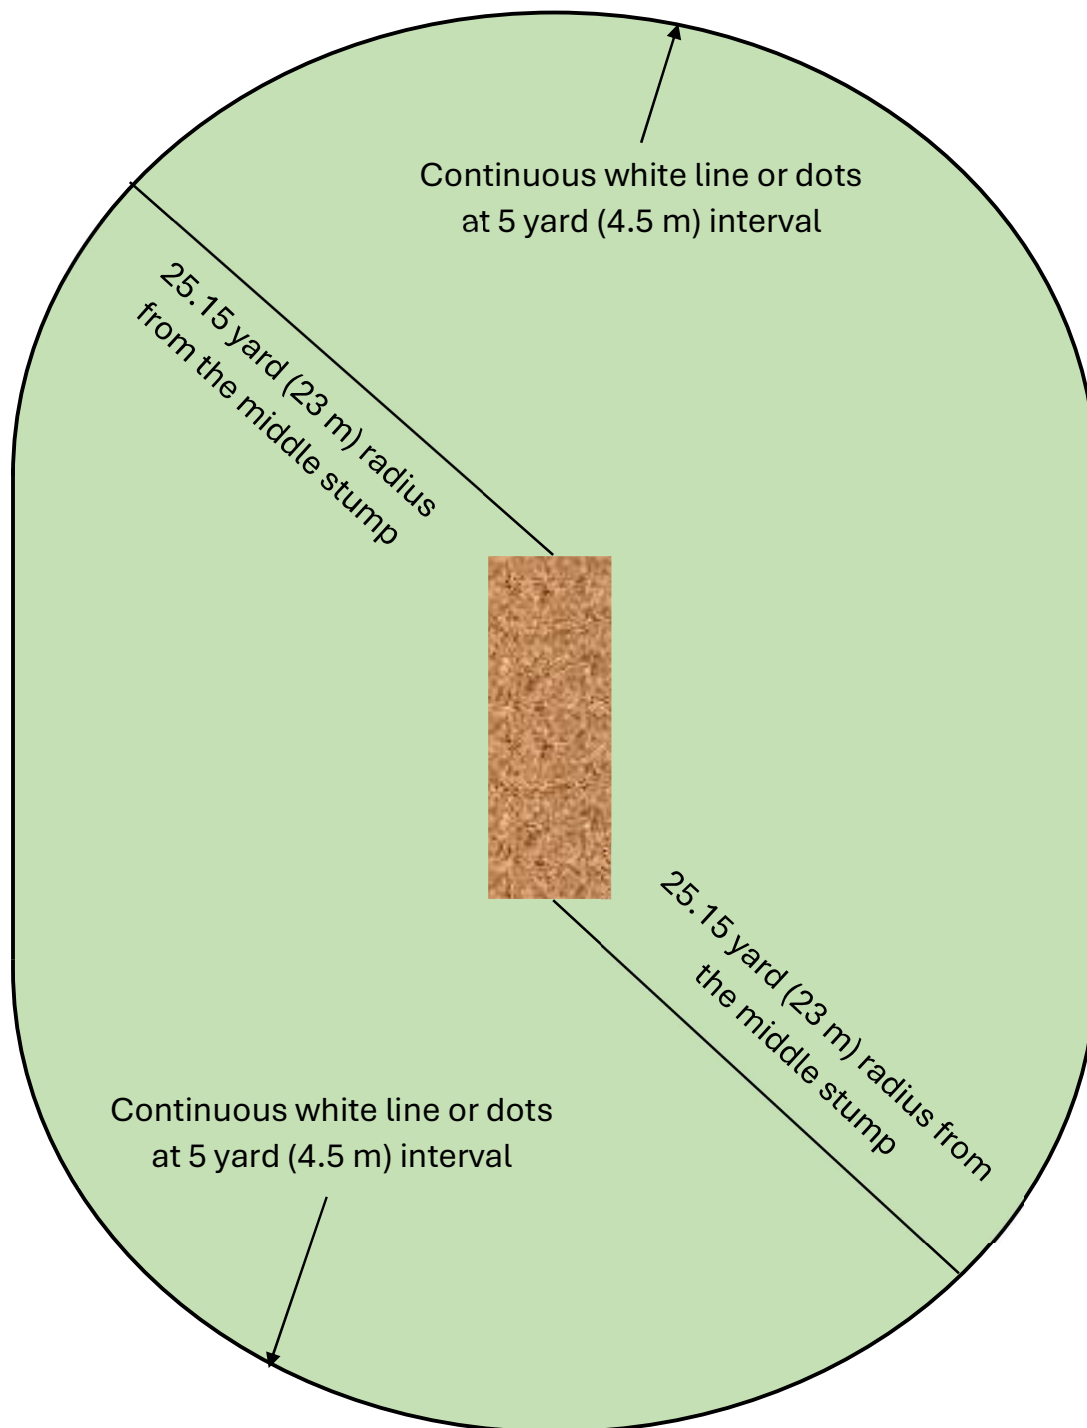 Continuous white line or dots
at 5 yard (4.5 m) interval
25.15 yard (23 m) radius
from the middle stump
25.15 yard (23 m) radius from
the middle stump
Continuous white line or dots
at 5 yard (4.5 m) interval